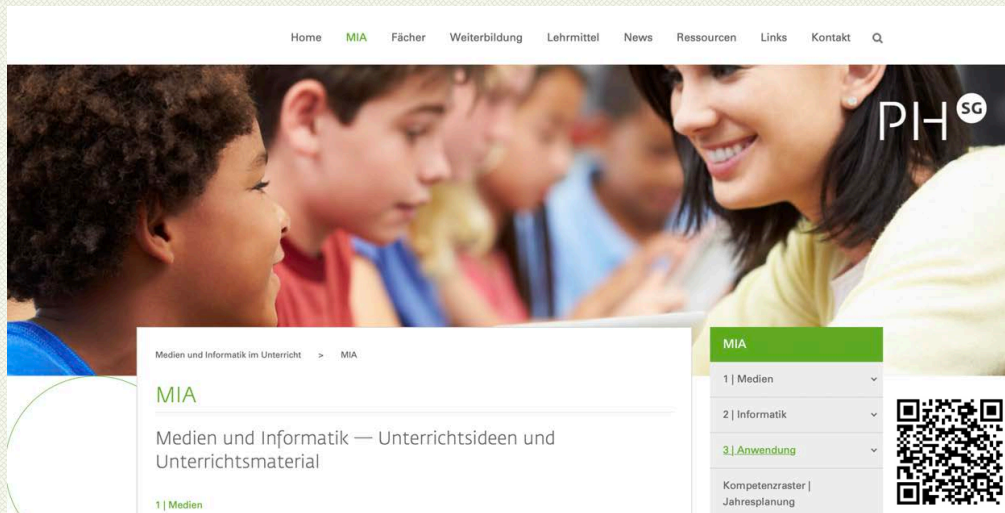 Home MIA Fächer Weiterbildung Lehrmittel News Ressourcen Links Kontakt
PH SG
Medien und Informatik im Unterricht > MIA
MIA
Medien und Informatik — Unterrichtsideen und
Unterrichtsmaterial
1 | Medien
MIA
1 | Medien
2 | Informatik
3 | Anwendung
Kompetenzraster |
Jahresplanung